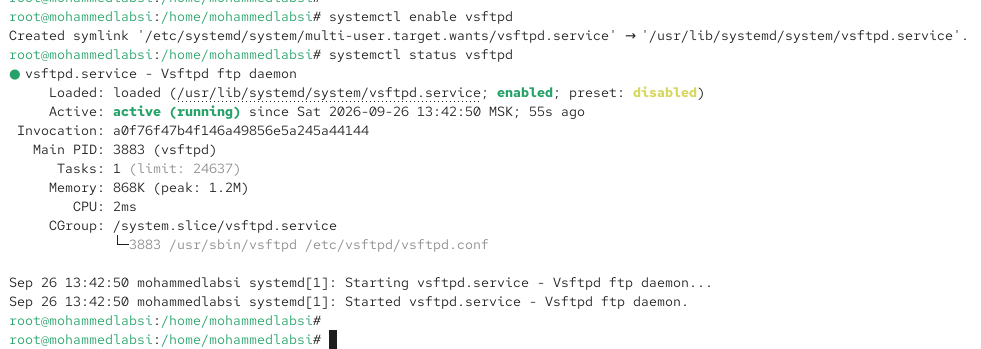 root@mohammedlabsi:/home/mohammedlabsi# systemctl enable vsftpd
Created symlink '/etc/systemd/system/multi-user.target.wants/vsftpd.service' → '/usr/lib/systemd/system/vsftpd.service'.
root@mohammedlabsi:/home/mohammedlabsi# systemctl status vsftpd
● vsftpd.service - Vsftpd ftp daemon
     Loaded: loaded (/usr/lib/systemd/system/vsftpd.service; enabled; preset: disabled)
     Active: active (running) since Sat 2026-09-26 13:42:50 MSK; 55s ago
 Invocation: a0f76f47b4f146a49856e5a245a44144
   Main PID: 3883 (vsftpd)
      Tasks: 1 (limit: 24637)
     Memory: 868K (peak: 1.2M)
        CPU: 2ms
     CGroup: /system.slice/vsftpd.service
             └─3883 /usr/sbin/vsftpd /etc/vsftpd/vsftpd.conf
Sep 26 13:42:50 mohammedlabsi systemd[1]: Starting vsftpd.service - Vsftpd ftp daemon...
Sep 26 13:42:50 mohammedlabsi systemd[1]: Started vsftpd.service - Vsftpd ftp daemon.
root@mohammedlabsi:/home/mohammedlabsi#
root@mohammedlabsi:/home/mohammedlabsi#